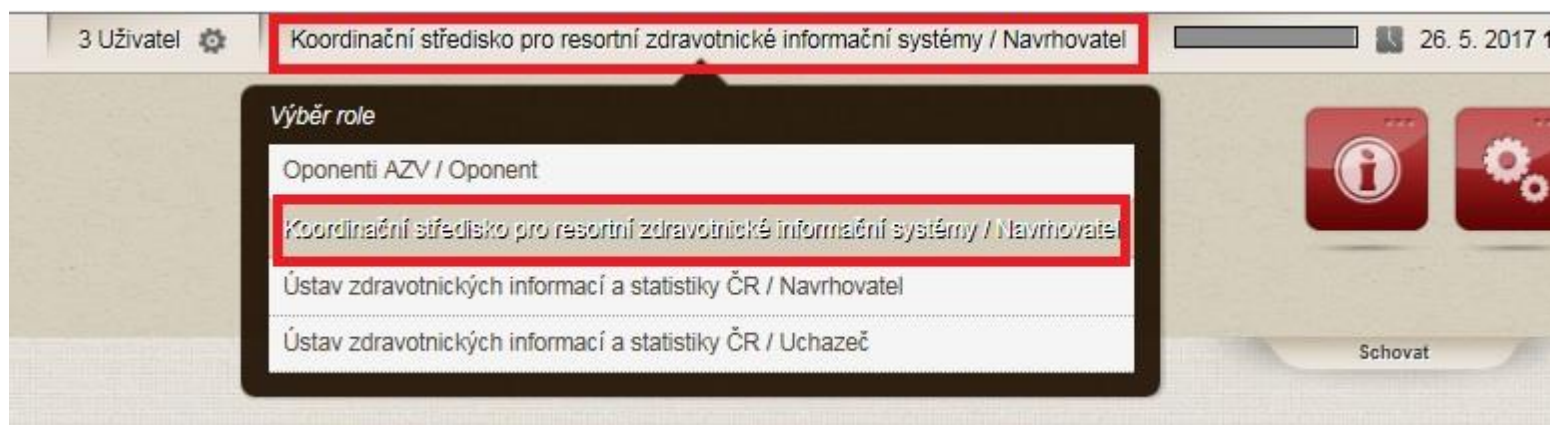 3 Uživatel Koordinační středisko pro resortní zdravotnické informační systémy / Navrhovatel 26. 5. 2017 1
Výběr role
Oponenti AZV / Oponent
Koordinační středisko pro resortní zdravotnické informační systémy / Navrhovatel
Ústav zdravotnických informací a statistiky ČR / Navrhovatel
Ústav zdravotnických informací a statistiky ČR / Uchazeč
Schovat